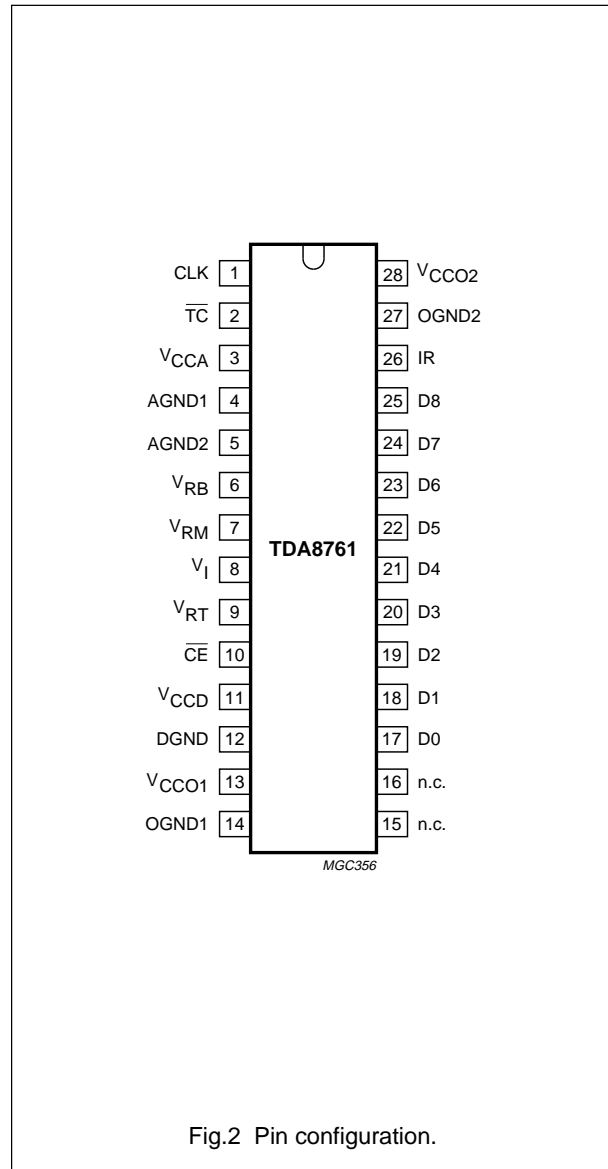 CLK 1 28 VCCO2
TC 2 27 OGND2
VCCA 3 26 IR
AGND1 4 25 D8
AGND2 5 24 D7
VRB 6 23 D6
VRM 7 22 D5
TDA8761
VI 8 21 D4
VRT 9 20 D3
CE 10 19 D2
VCCD 11 18 D1
DGND 12 17 D0
VCCO1 13 16 n.c.
OGND1 14 15 n.c.
MGC356
Fig.2 Pin configuration.